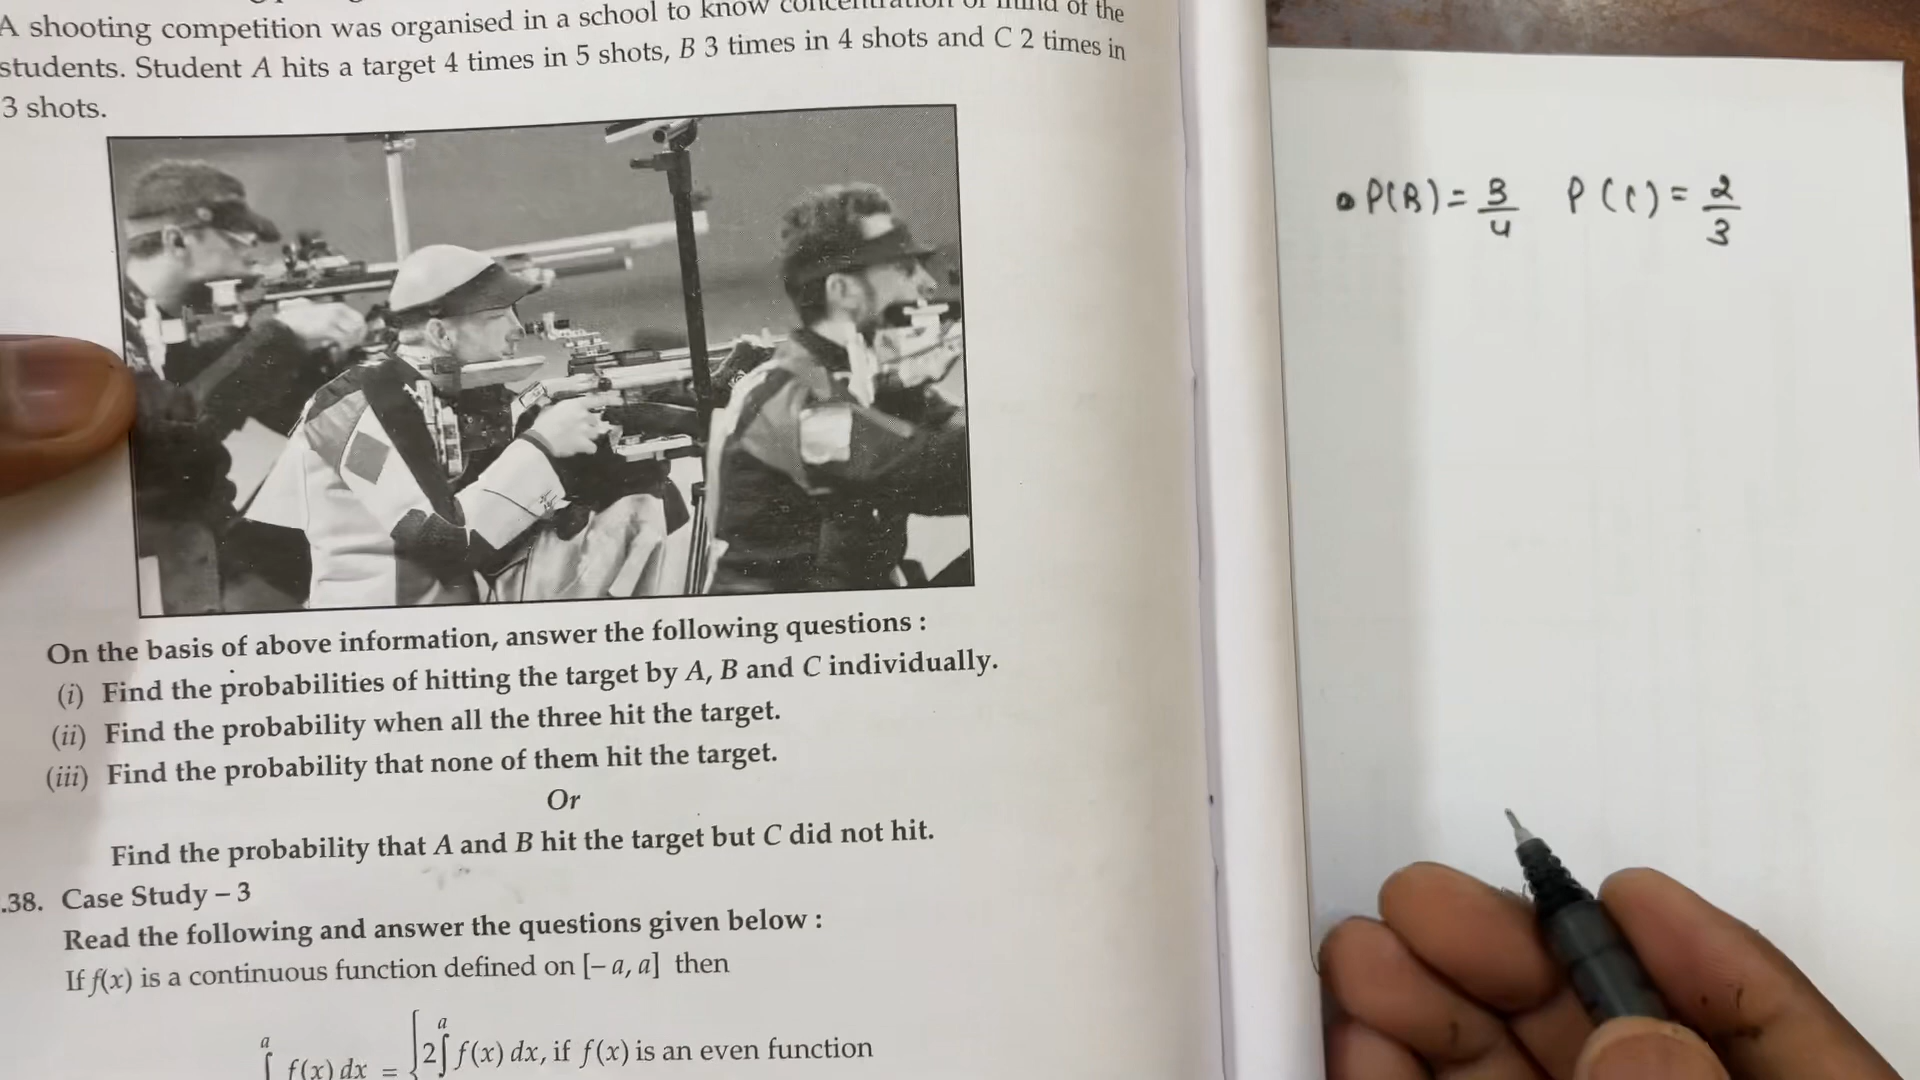 A shooting competition was organised in a school to know concentration of mind of the
students. Student A hits a target 4 times in 5 shots, B 3 times in 4 shots and C 2 times in
3 shots.
P(B) = 3/4 P(C) = 2/3
On the basis of above information, answer the following questions :
(i) Find the probabilities of hitting the target by A, B and C individually.
(ii) Find the probability when all the three hit the target.
(iii) Find the probability that none of them hit the target.
Or
Find the probability that A and B hit the target but C did not hit.
.38. Case Study – 3
Read the following and answer the questions given below :
If f(x) is a continuous function defined on [– a, a] then
a
∫ f(x) dx = { 2 ∫ᵃ f(x) dx, if f(x) is an even function